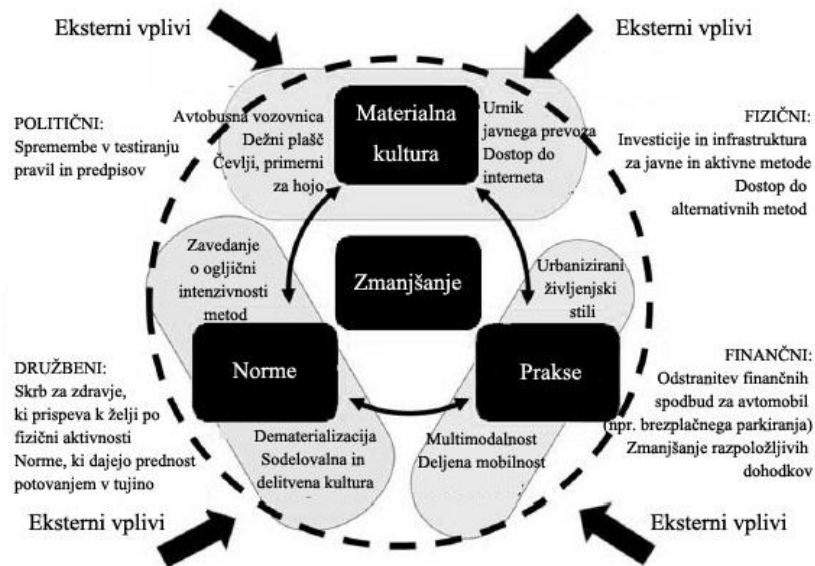 Eksterni vplivi
Eksterni vplivi
POLITIČNI:
Spremembe v testiranju
pravil in predpisov
Avtobusna vozovnica
Dežni plašč
Čevlji, primerni
za hojo
Materialna
kultura
Urnik
javnega prevoza
Dostop do
interneta
FIZIČNI:
Investicije in infrastruktura
za javne in aktivne metode
Dostop do
alternativnih metod
Zavedanje
o ogljični
intenzivnosti
metod
Zmanjšanje
Urbanizirani
življenjski
stili
DRUŽBENI:
Skrb za zdravje,
ki prispeva k želji po
fizični aktivnosti
Norme, ki dajejo prednost
potovanjem v tujino
Norme
Prakse
FINANČNI:
Odstranitev finančnih
spodbud za avtomobil
(npr. brezplačnega parkiranja)
Zmanjšanje razpoložljivih
dohodkov
Dematerializacija
Sodelovalna in
delitvena kultura
Multimodalnost
Deljena mobilnost
Eksterni vplivi
Eksterni vplivi